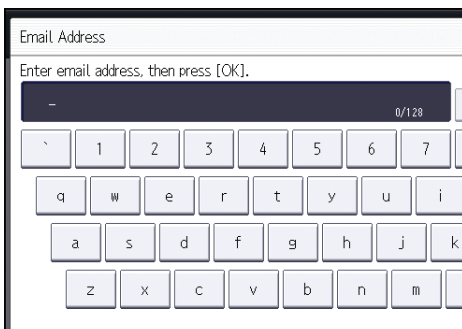 Email Address
Enter email address, then press [OK].
_
0/128
` 1 2 3 4 5 6 7
q w e r t y u i
a s d f g h j k
z x c v b n m